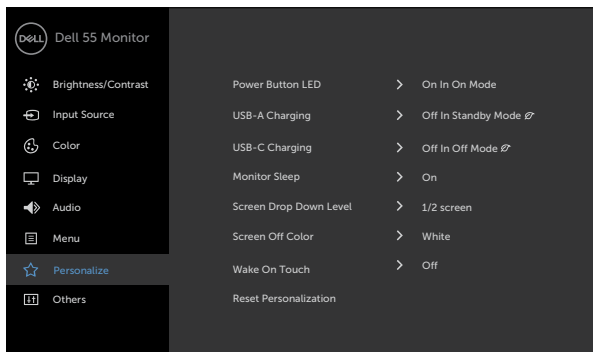 DELL Dell 55 Monitor
Brightness/Contrast
Input Source
Color
Display
Audio
Menu
Personalize
Others
Power Button LED > On In On Mode
USB-A Charging > Off In Standby Mode
USB-C Charging > Off In Off Mode
Monitor Sleep > On
Screen Drop Down Level > 1/2 screen
Screen Off Color > White
Wake On Touch > Off
Reset Personalization